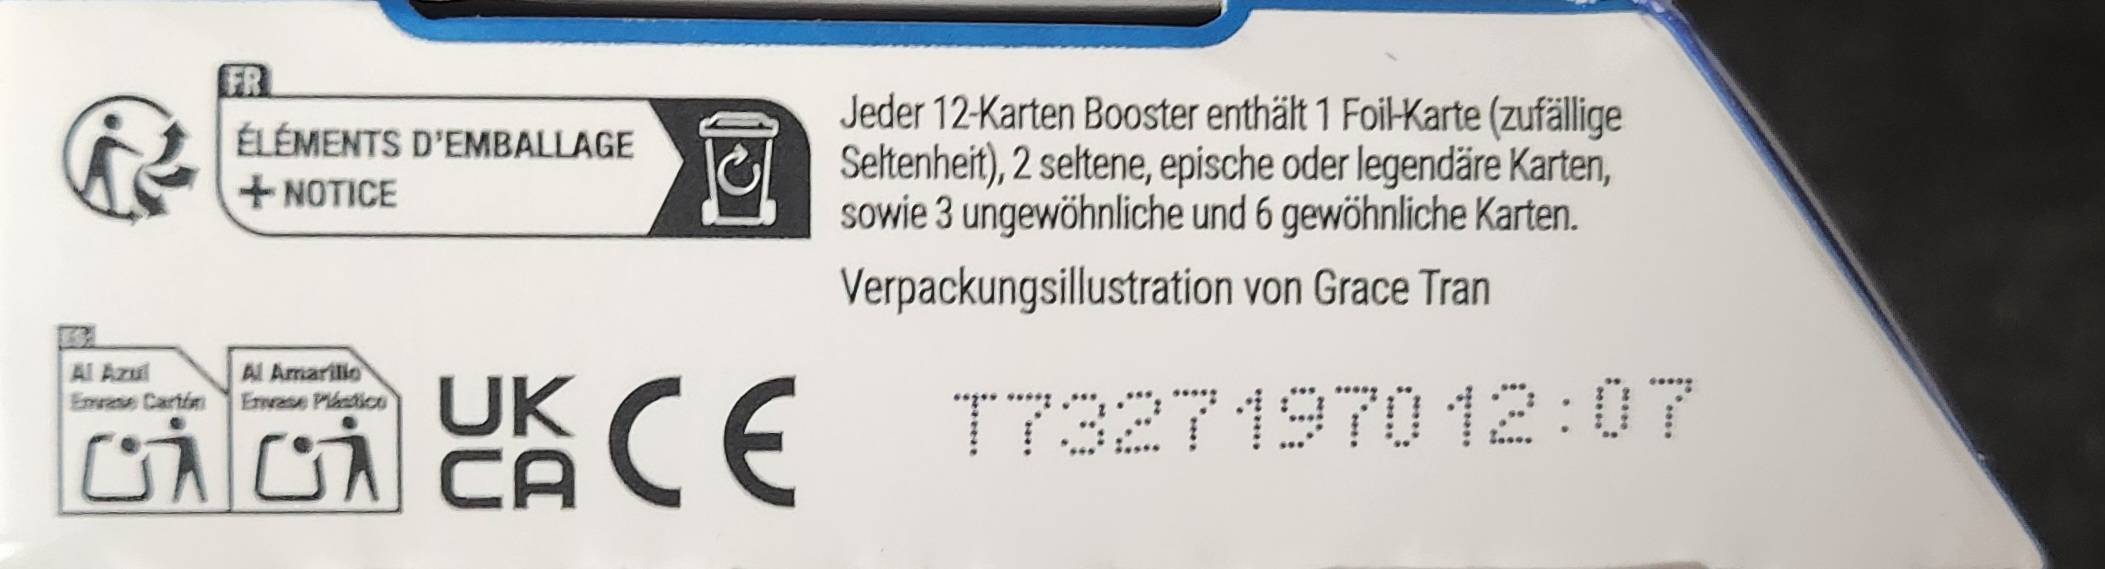 FR
ÉLÉMENTS D'EMBALLAGE
+ NOTICE
Jeder 12-Karten Booster enthält 1 Foil-Karte (zufällige
Seltenheit), 2 seltene, epische oder legendäre Karten,
sowie 3 ungewöhnliche und 6 gewöhnliche Karten.
Verpackungsillustration von Grace Tran
Al Azul
Envase Cartón
Al Amarillo
Envase Plástico
UK
CA
CE
T73271970 12:07